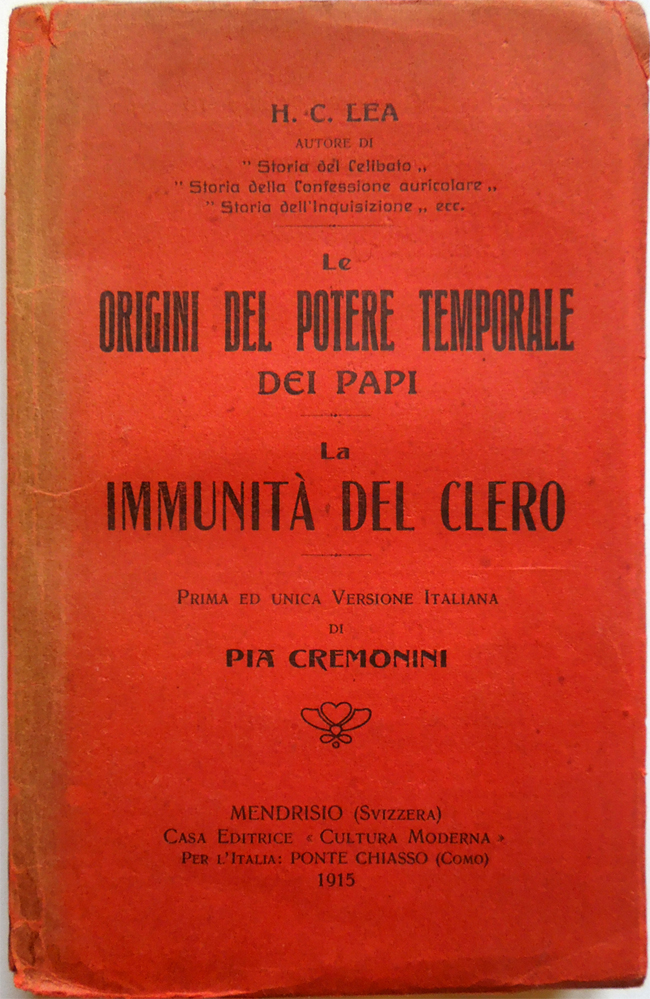 H. C. LEA
AUTORE DI
" Storia del Celibato „
" Storia della Confessione auricolare „
" Storia dell'Inquisizione „ ecc.
Le
ORIGINI DEL POTERE TEMPORALE
DEI PAPI
La
IMMUNITÀ DEL CLERO
PRIMA ED UNICA VERSIONE ITALIANA
DI
PIA CREMONINI
MENDRISIO (SVIZZERA)
CASA EDITRICE « CULTURA MODERNA »
PER L'ITALIA: PONTE CHIASSO (COMO)
1915